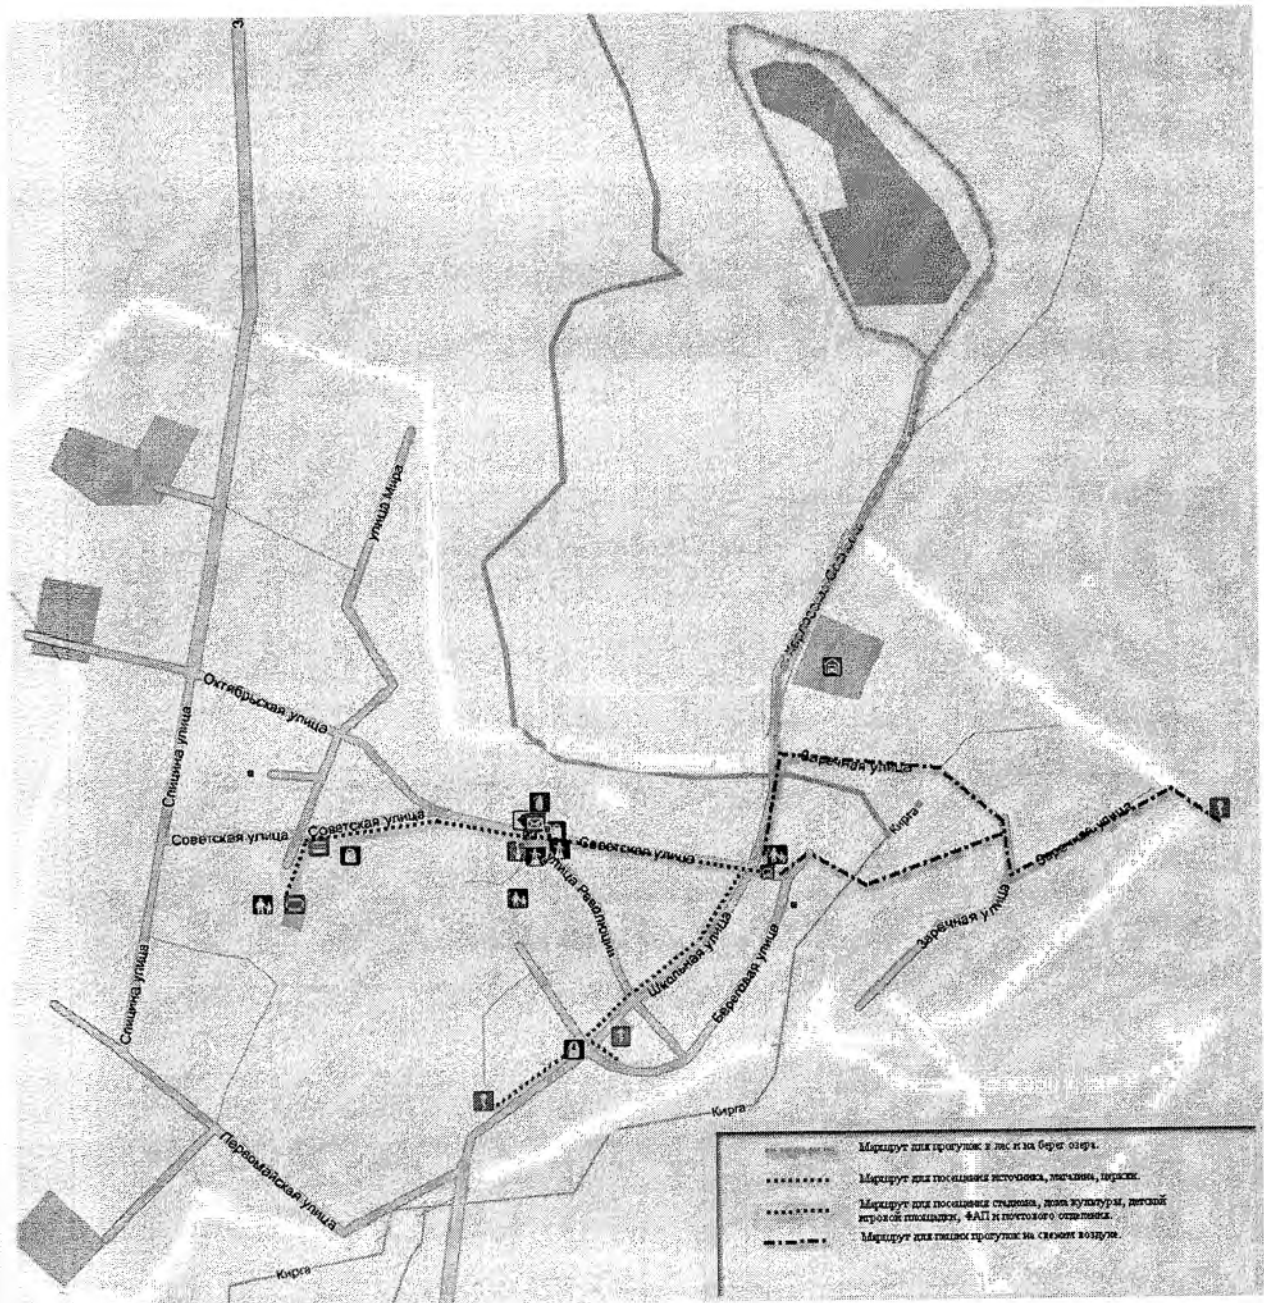 улица Мира
Октябрьская улица
Спицина улица
Советская улица
Советская улица
Советская улица
улица Революции
Школьная улица
Береговая улица
Заречная улица
Заречная улица
Заречная улица
Кирга
Спицина улица
Первомайская улица
Кирга
Кирга
Маршрут для прогулок в лес и на берег озера.
Маршрут для посещения источника, магазина, церкви.
Маршрут для посещения стадиона, дома культуры, детской
игровой площадки, ФАП и почтового отделения.
Маршрут для пеших прогулок на свежем воздухе.